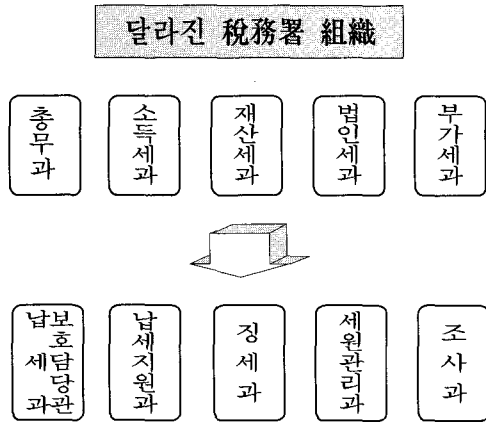 달라진 稅務署 組織
총무과
소득세과
재산세과
법인세과
부가세과
납세과
보호담당관
납세지원과
징세과
세원관리과
조사과